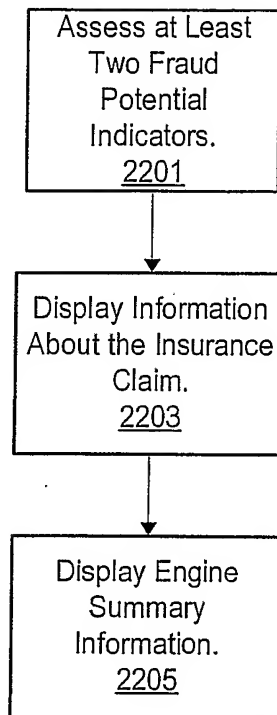 Assess at Least
Two Fraud
Potential
Indicators.
2201
Display Information
About the Insurance
Claim.
2203
Display Engine
Summary
Information.
2205